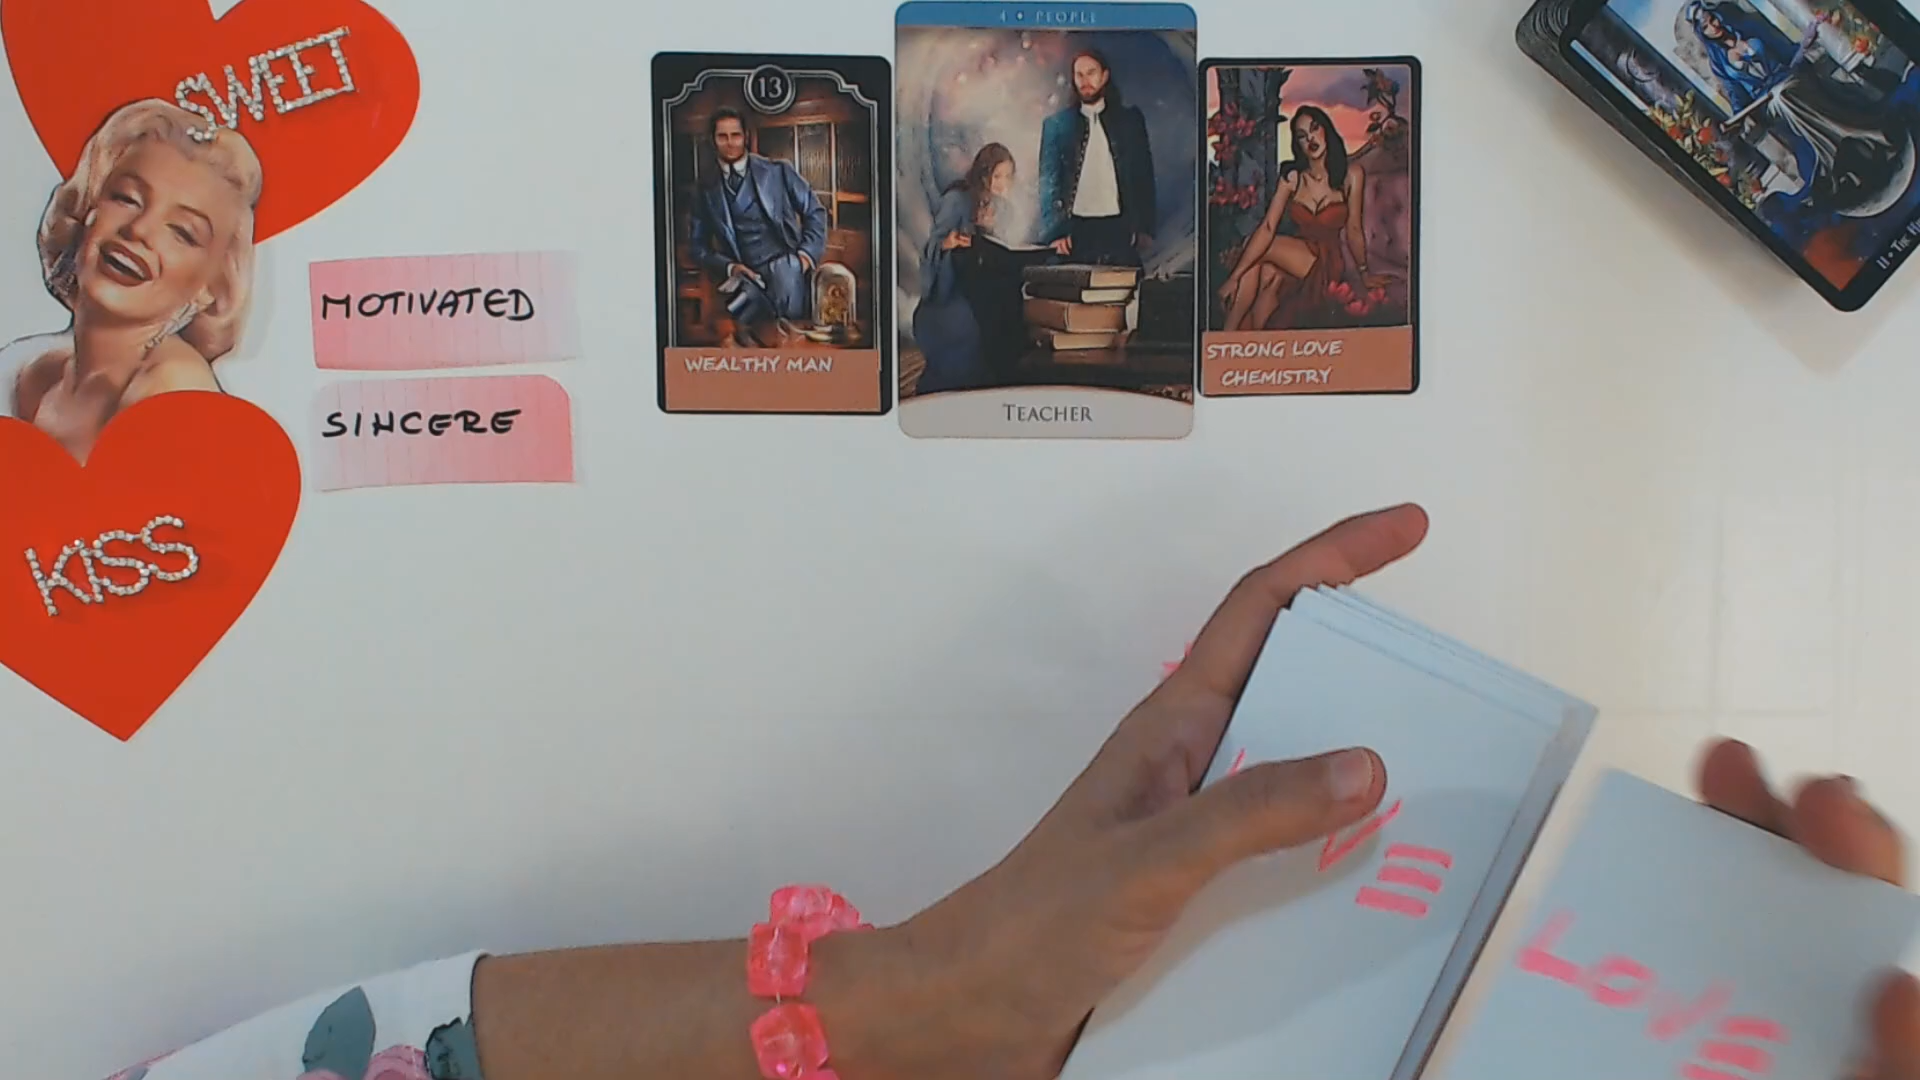 SWEET
KISS
MOTIVATED
SINCERE
13
WEALTHY MAN
4 • PEOPLE
TEACHER
STRONG LOVE
CHEMISTRY
LOVE